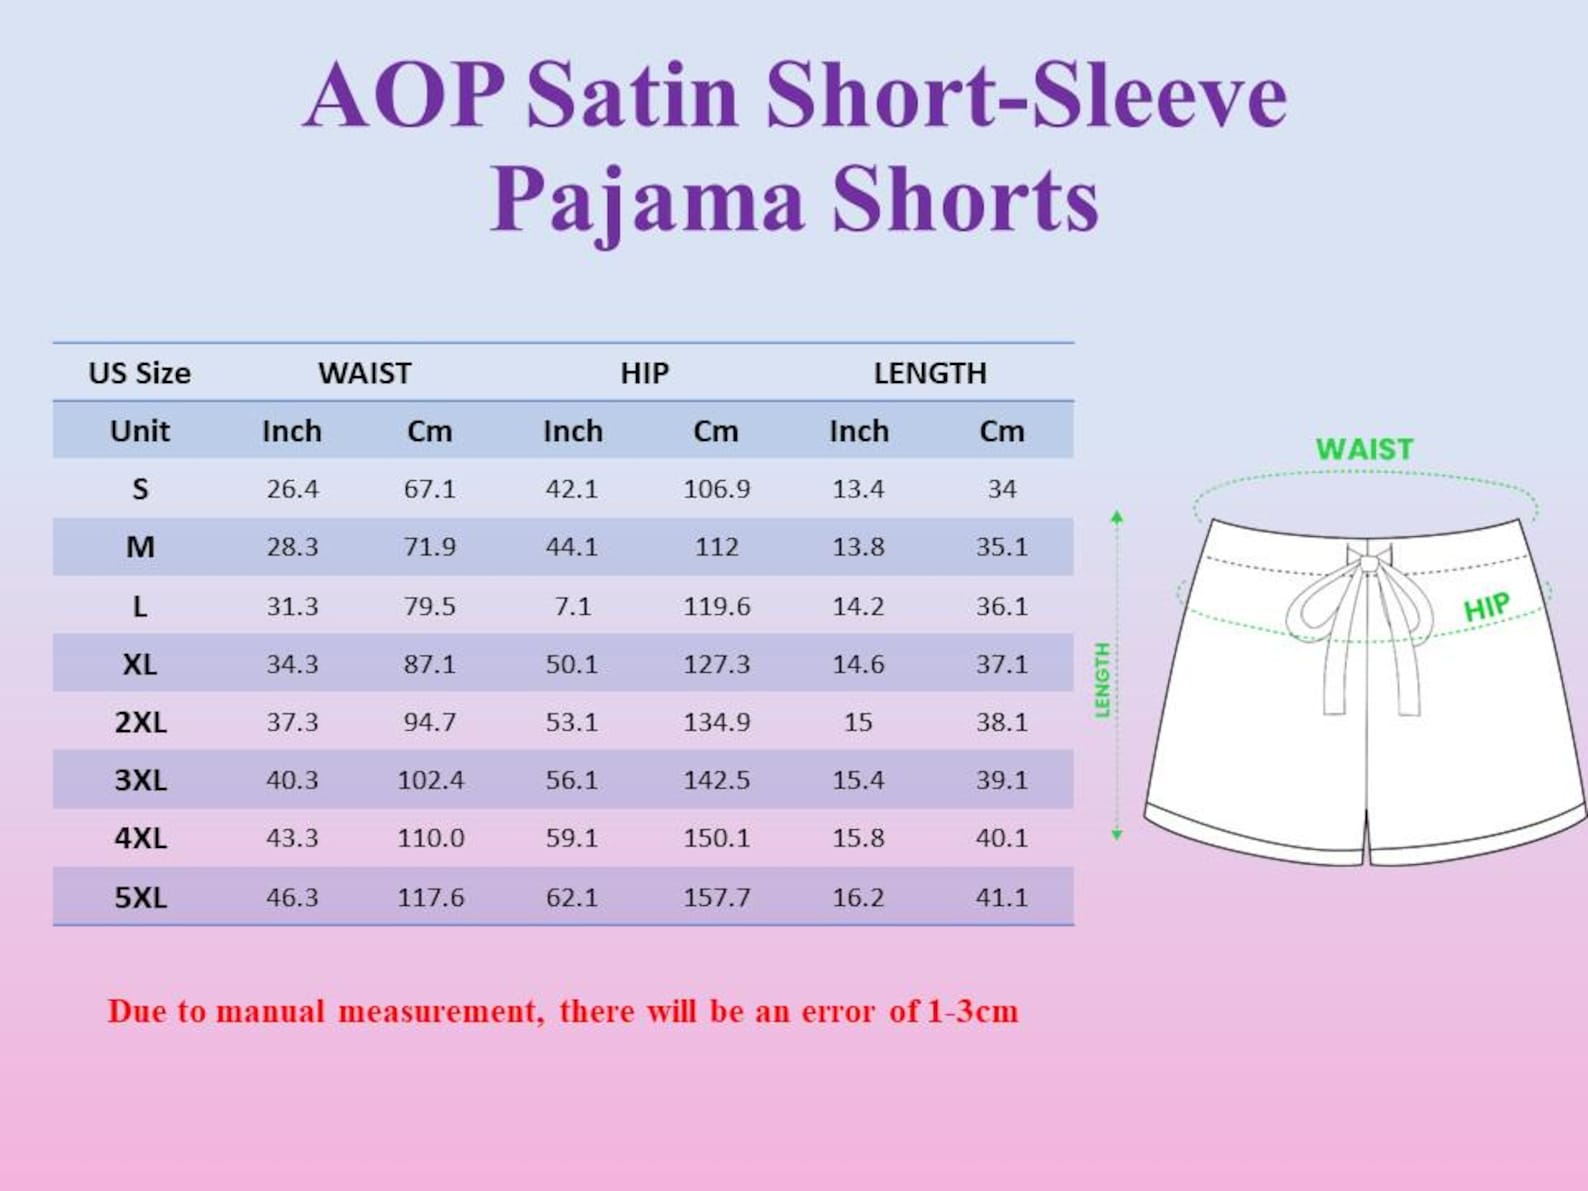 AOP Satin Short-Sleeve
Pajama Shorts
US Size WAIST HIP LENGTH
Unit Inch Cm Inch Cm Inch Cm
S 26.4 67.1 42.1 106.9 13.4 34
M 28.3 71.9 44.1 112 13.8 35.1
L 31.3 79.5 7.1 119.6 14.2 36.1
XL 34.3 87.1 50.1 127.3 14.6 37.1
2XL 37.3 94.7 53.1 134.9 15 38.1
3XL 40.3 102.4 56.1 142.5 15.4 39.1
4XL 43.3 110.0 59.1 150.1 15.8 40.1
5XL 46.3 117.6 62.1 157.7 16.2 41.1
WAIST
HIP
LENGTH
Due to manual measurement, there will be an error of 1-3cm